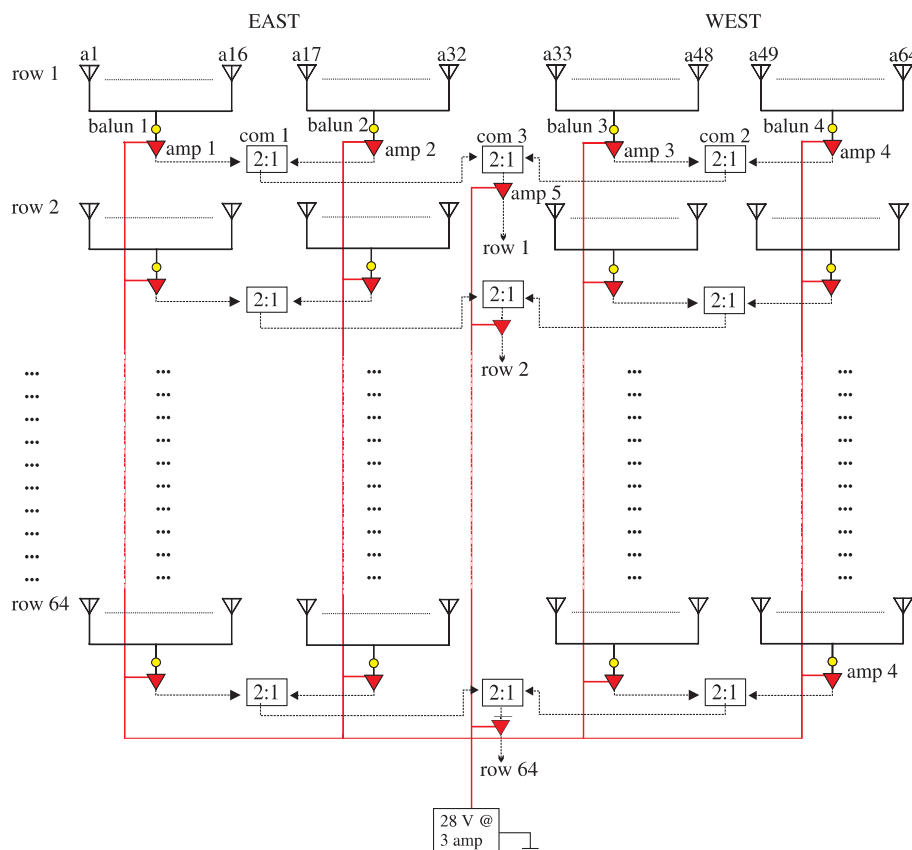 EAST WEST
a1 a16 a17 a32 a33 a48 a49 a64
row 1
balun 1 balun 2 balun 3 balun 4
com 1 com 3 com 2
amp 1 2:1 amp 2 2:1 amp 3 2:1 amp 4
amp 5
row 2
row 1
2:1 2:1 2:1
row 2
row 64
amp 4
2:1 2:1 2:1
row 64
28 V @
3 amp